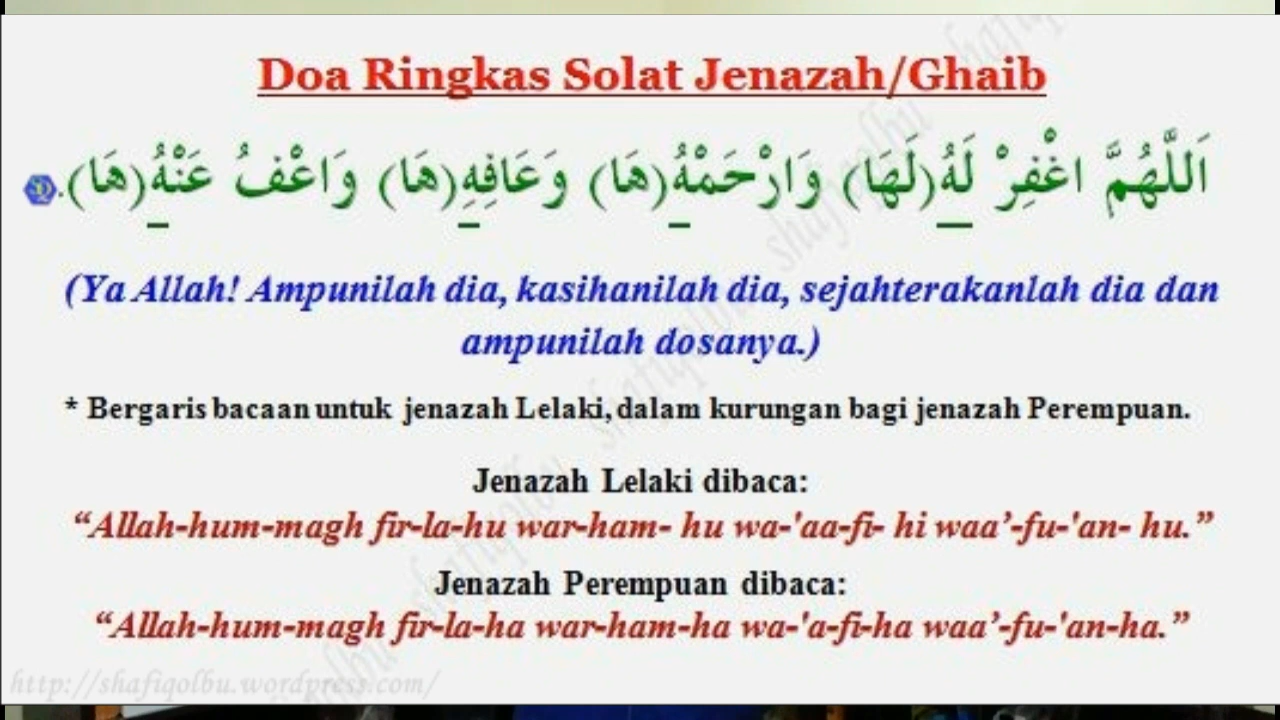 Doa Ringkas Solat Jenazah/Ghaib
اَللَّهُمَّ اغْفِرْ لَهُ(لَهَا) وَارْحَمْهُ(هَا) وَعَافِهِ(هَا) وَاعْفُ عَنْهُ(هَا).
(Ya Allah! Ampunilah dia, kasihanilah dia, sejahterakanlah dia dan
ampunilah dosanya.)
* Bergaris bacaan untuk jenazah Lelaki, dalam kurungan bagi jenazah Perempuan.
Jenazah Lelaki dibaca:
“Allah-hum-magh fir-la-hu war-ham- hu wa-'aa-fi- hi waa’-fu-'an- hu.”
Jenazah Perempuan dibaca:
“Allah-hum-magh fir-la-ha war-ham-ha wa-'a-fi-ha waa’-fu-'an-ha.”
http://shafiqolbu.wordpress.com/